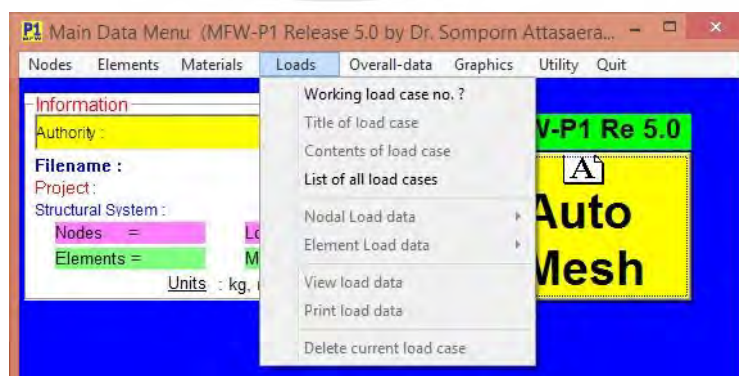 P1 Main Data Menu (MFW-P1 Release 5.0 by Dr. Somporn Attasaera...
Nodes Elements Materials Loads Overall-data Graphics Utility Quit
Information
Authority :
Filename :
Project :
Structural System :
Nodes =
Elements =
Units : kg,
Working load case no. ?
Title of load case
Contents of load case
List of all load cases
Nodal Load data
Element Load data
View load data
Print load data
Delete current load case
-P1 Re 5.0
A
Auto
Mesh